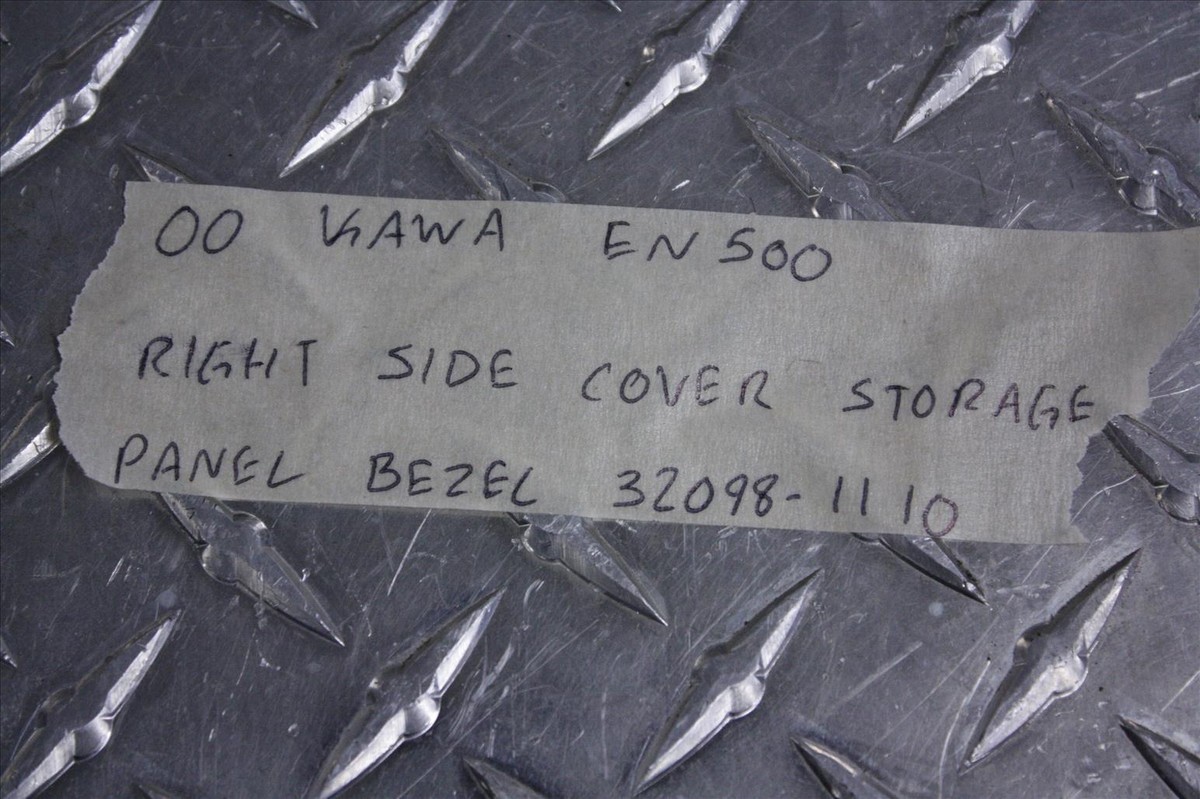 00 KAWA EN500
RIGHT SIDE COVER STORAGE
PANEL BEZEL 32098-1110